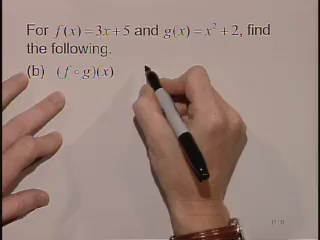 For f(x) = 3x + 5 and g(x) = x² + 2, find
the following.
(b) (f ∘ g)(x)